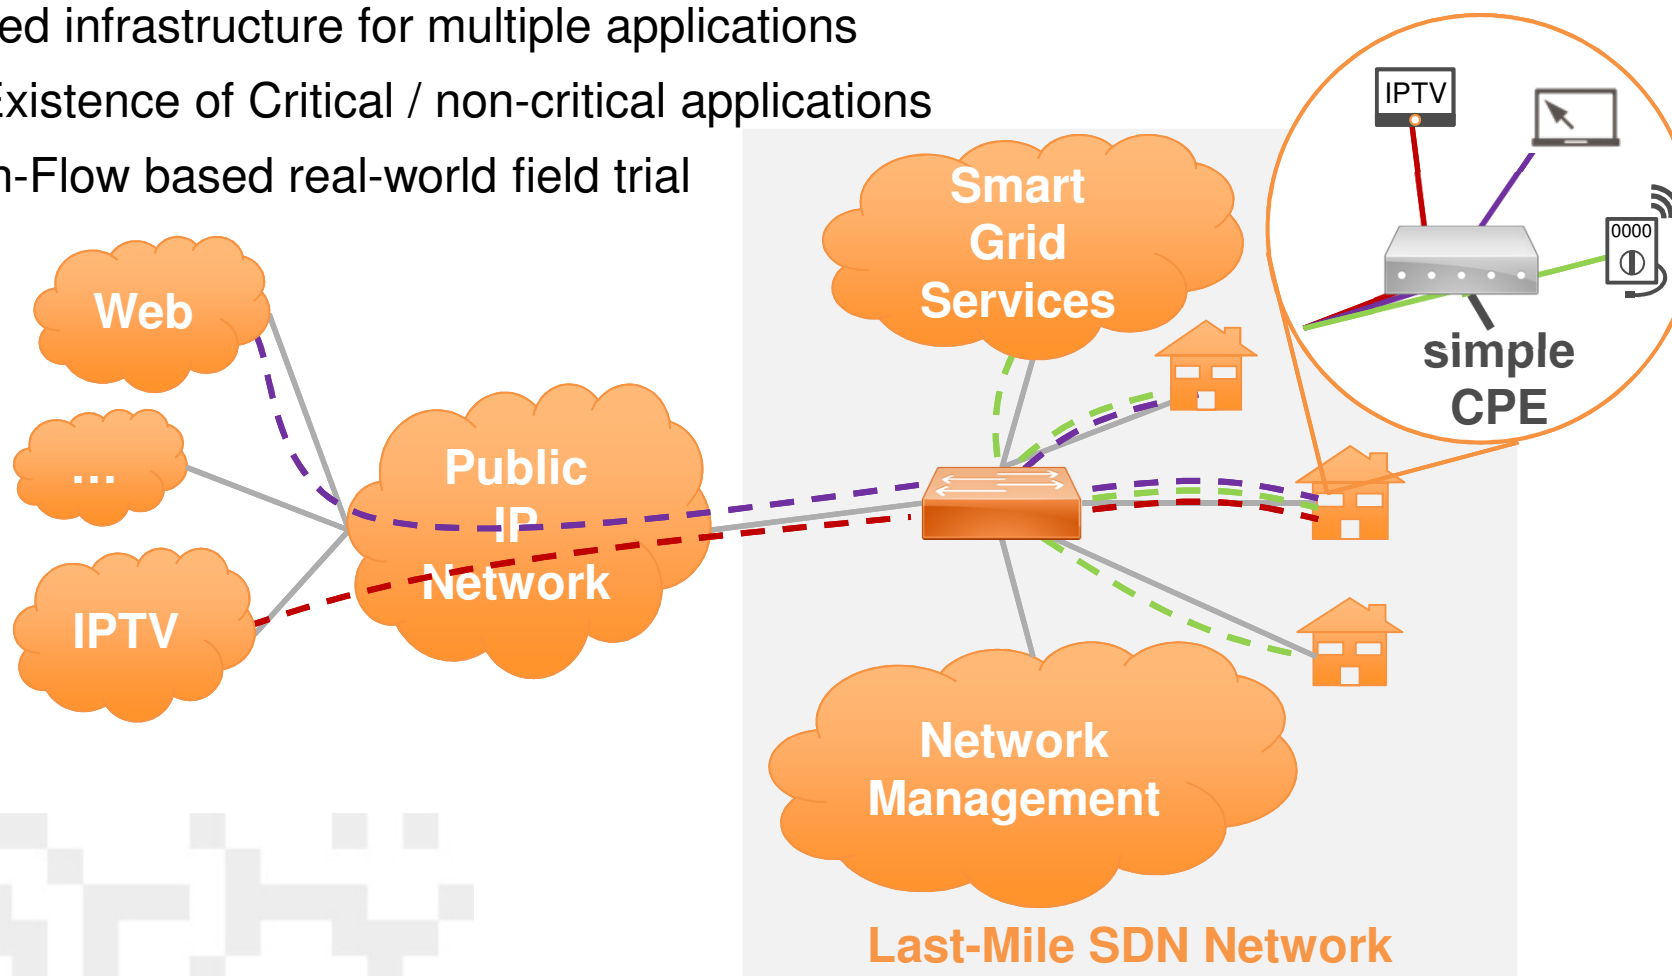 ed infrastructure for multiple applications
Existence of Critical / non-critical applications
n-Flow based real-world field trial
IPTV
0000
simple
CPE
Smart
Grid
Services
Web
...
IPTV
Public
IP
Network
Network
Management
Last-Mile SDN Network